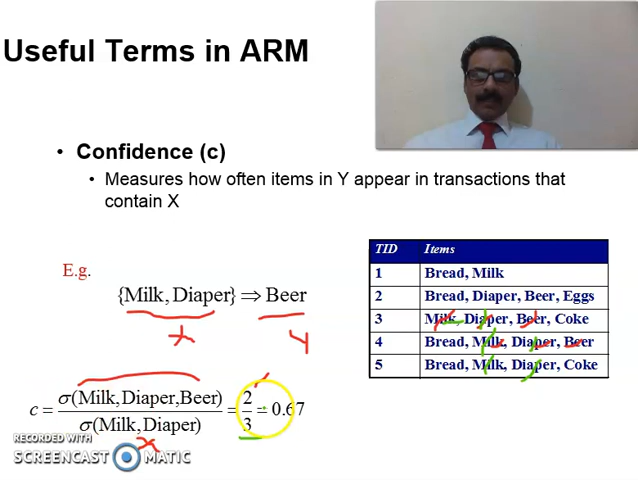 Useful Terms in ARM
• Confidence (c)
• Measures how often items in Y appear in transactions that
contain X
E.g.
{Milk, Diaper} ⇒ Beer
X Y
c = σ(Milk, Diaper, Beer) / σ(Milk, Diaper) = 2/3 = 0.67
X
TID Items
1 Bread, Milk
2 Bread, Diaper, Beer, Eggs
3 Milk, Diaper, Beer, Coke
4 Bread, Milk, Diaper, Beer
5 Bread, Milk, Diaper, Coke
RECORDED WITH
SCREENCAST MATIC